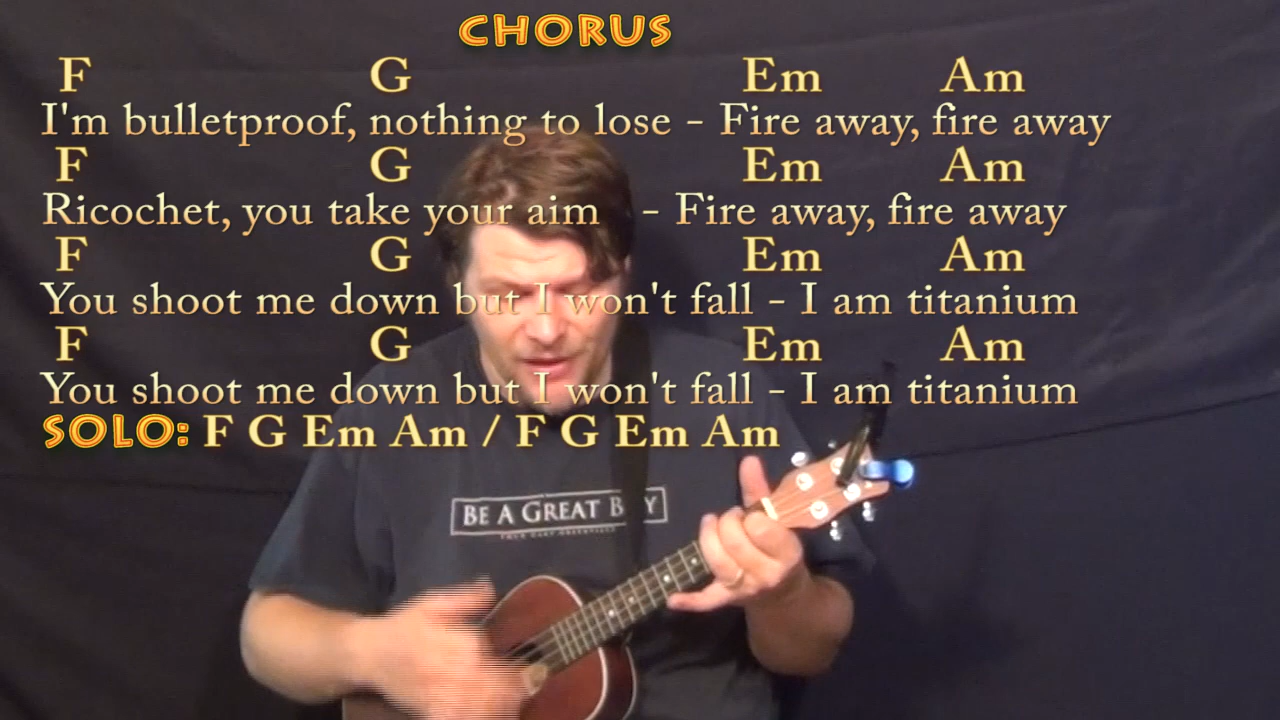 CHORUS
F G Em Am
I'm bulletproof, nothing to lose - Fire away, fire away
F G Em Am
Ricochet, you take your aim - Fire away, fire away
F G Em Am
You shoot me down but I won't fall - I am titanium
F G Em Am
You shoot me down but I won't fall - I am titanium
SOLO: F G Em Am / F G Em Am
BE A GREAT B Y